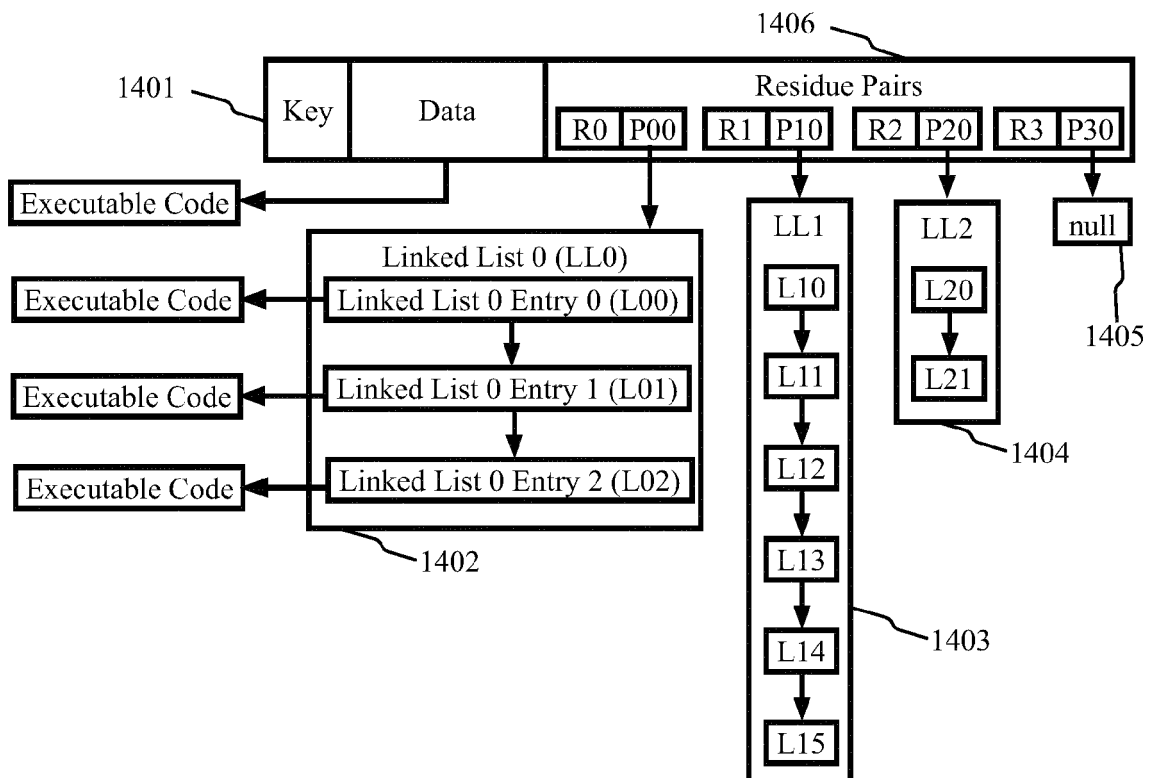 1406
1401
Key
Data
Residue Pairs
R0 P00
R1 P10
R2 P20
R3 P30
Executable Code
Linked List 0 (LL0)
LL1
LL2
null
Executable Code
Linked List 0 Entry 0 (L00)
L10
L20
1405
Executable Code
Linked List 0 Entry 1 (L01)
L11
L21
1404
Executable Code
Linked List 0 Entry 2 (L02)
L12
1402
L13
1403
L14
L15